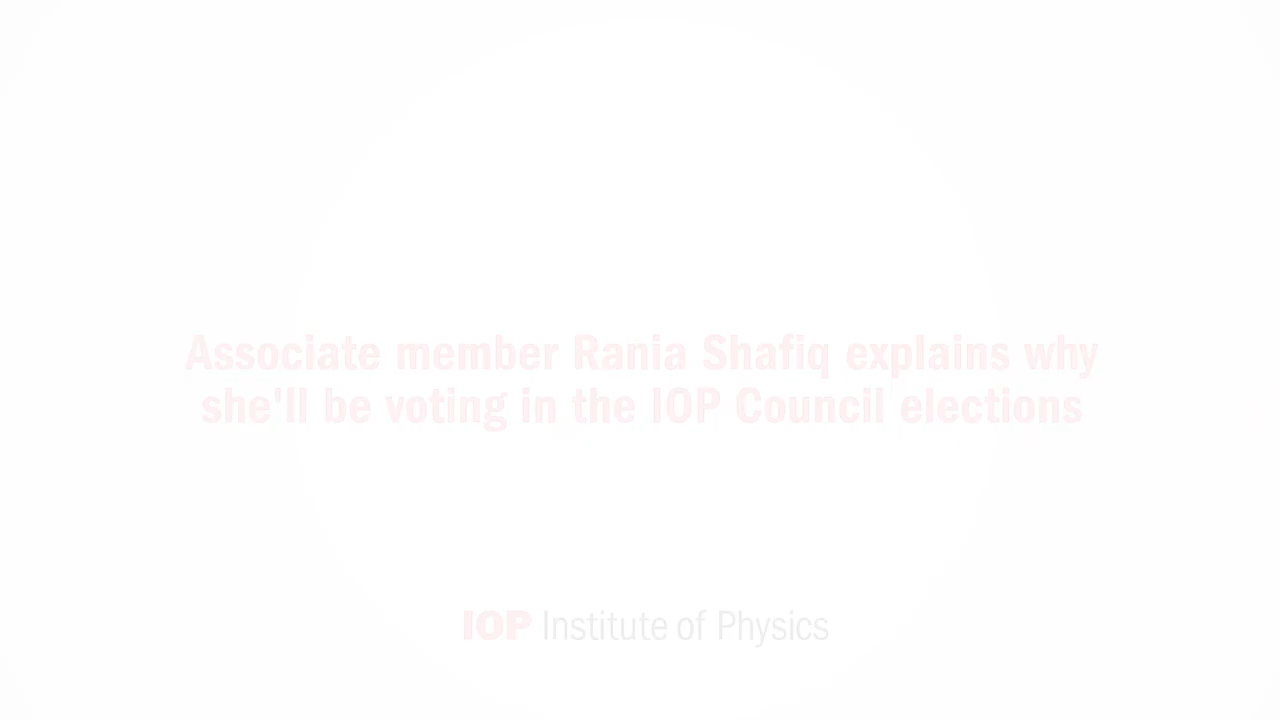 Associate member Rania Shafiq explains why
she'll be voting in the IOP Council elections
IOP Institute of Physics